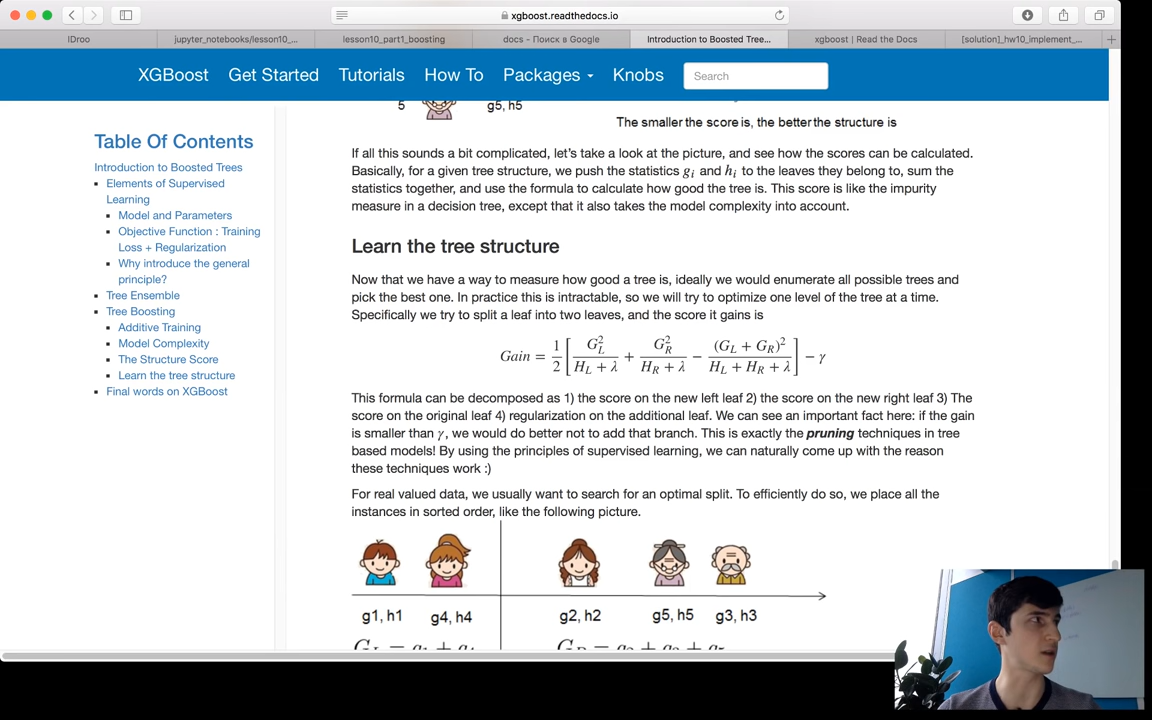 xgboost.readthedocs.io
IDroo
jupyter_notebooks/lesson10_...
lesson10_part1_boosting
docs - Поиск в Google
Introduction to Boosted Tree...
xgboost | Read the Docs
[solution]_hw10_implement_...
XGBoost Get Started Tutorials How To Packages Knobs Search
Table Of Contents
Introduction to Boosted Trees
Elements of Supervised
Learning
Model and Parameters
Objective Function : Training
Loss + Regularization
Why introduce the general
principle?
Tree Ensemble
Tree Boosting
Additive Training
Model Complexity
The Structure Score
Learn the tree structure
Final words on XGBoost
5 g5, h5
The smaller the score is, the better the structure is
If all this sounds a bit complicated, let's take a look at the picture, and see how the scores can be calculated.
Basically, for a given tree structure, we push the statistics gᵢ and hᵢ to the leaves they belong to, sum the
statistics together, and use the formula to calculate how good the tree is. This score is like the impurity
measure in a decision tree, except that it also takes the model complexity into account.
Learn the tree structure
Now that we have a way to measure how good a tree is, ideally we would enumerate all possible trees and
pick the best one. In practice this is intractable, so we will try to optimize one level of the tree at a time.
Specifically we try to split a leaf into two leaves, and the score it gains is
Gain = 1/2 [ G_L²/(H_L + λ) + G_R²/(H_R + λ) − (G_L + G_R)²/(H_L + H_R + λ) ] − γ
This formula can be decomposed as 1) the score on the new left leaf 2) the score on the new right leaf 3) The
score on the original leaf 4) regularization on the additional leaf. We can see an important fact here: if the gain
is smaller than γ, we would do better not to add that branch. This is exactly the pruning techniques in tree
based models! By using the principles of supervised learning, we can naturally come up with the reason
these techniques work :)
For real valued data, we usually want to search for an optimal split. To efficiently do so, we place all the
instances in sorted order, like the following picture.
g1, h1 g4, h4 g2, h2 g5, h5 g3, h3